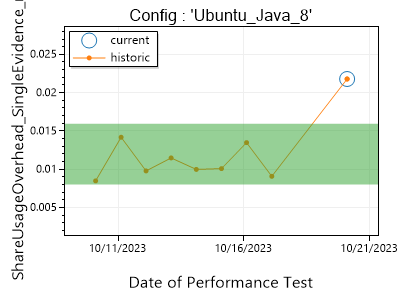 Config : 'Ubuntu_Java_8'
current
historic
0.025
0.02
0.015
0.01
0.005
ShareUsageOverhead_SingleEvidence_
10/11/2023
10/16/2023
10/21/2023
Date of Performance Test